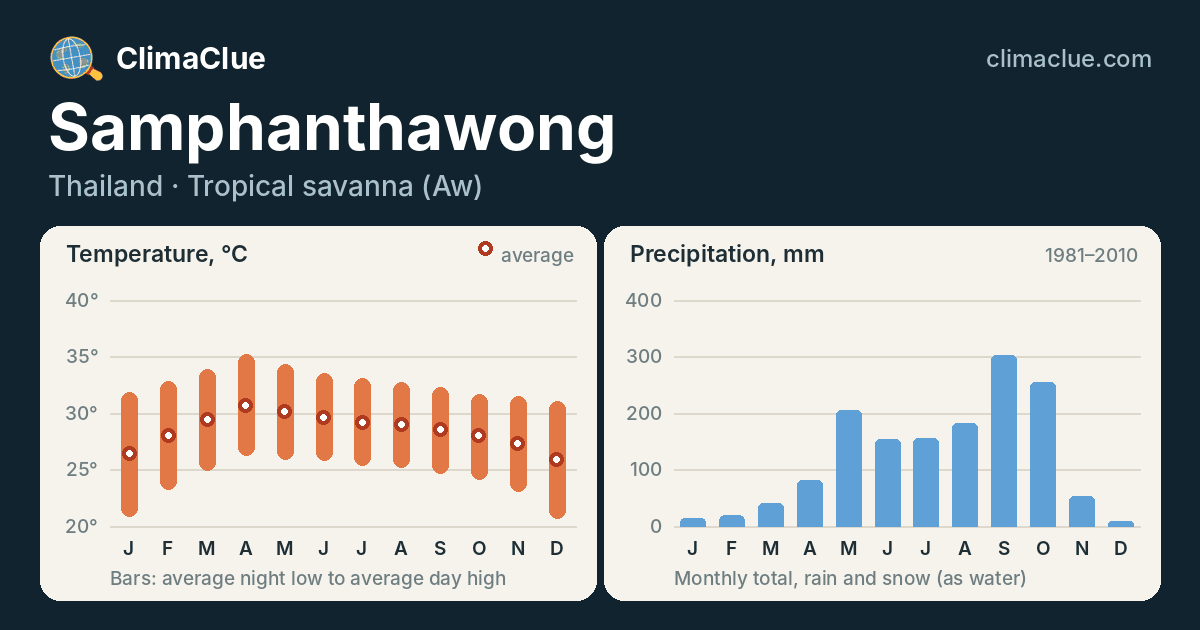 ClimaClue
climaclue.com
Samphanthawong
Thailand · Tropical savanna (Aw)
Temperature, °C
average
40°
35°
30°
25°
20°
J F M A M J J A S O N D
Bars: average night low to average day high
Precipitation, mm
1981–2010
400
300
200
100
0
J F M A M J J A S O N D
Monthly total, rain and snow (as water)